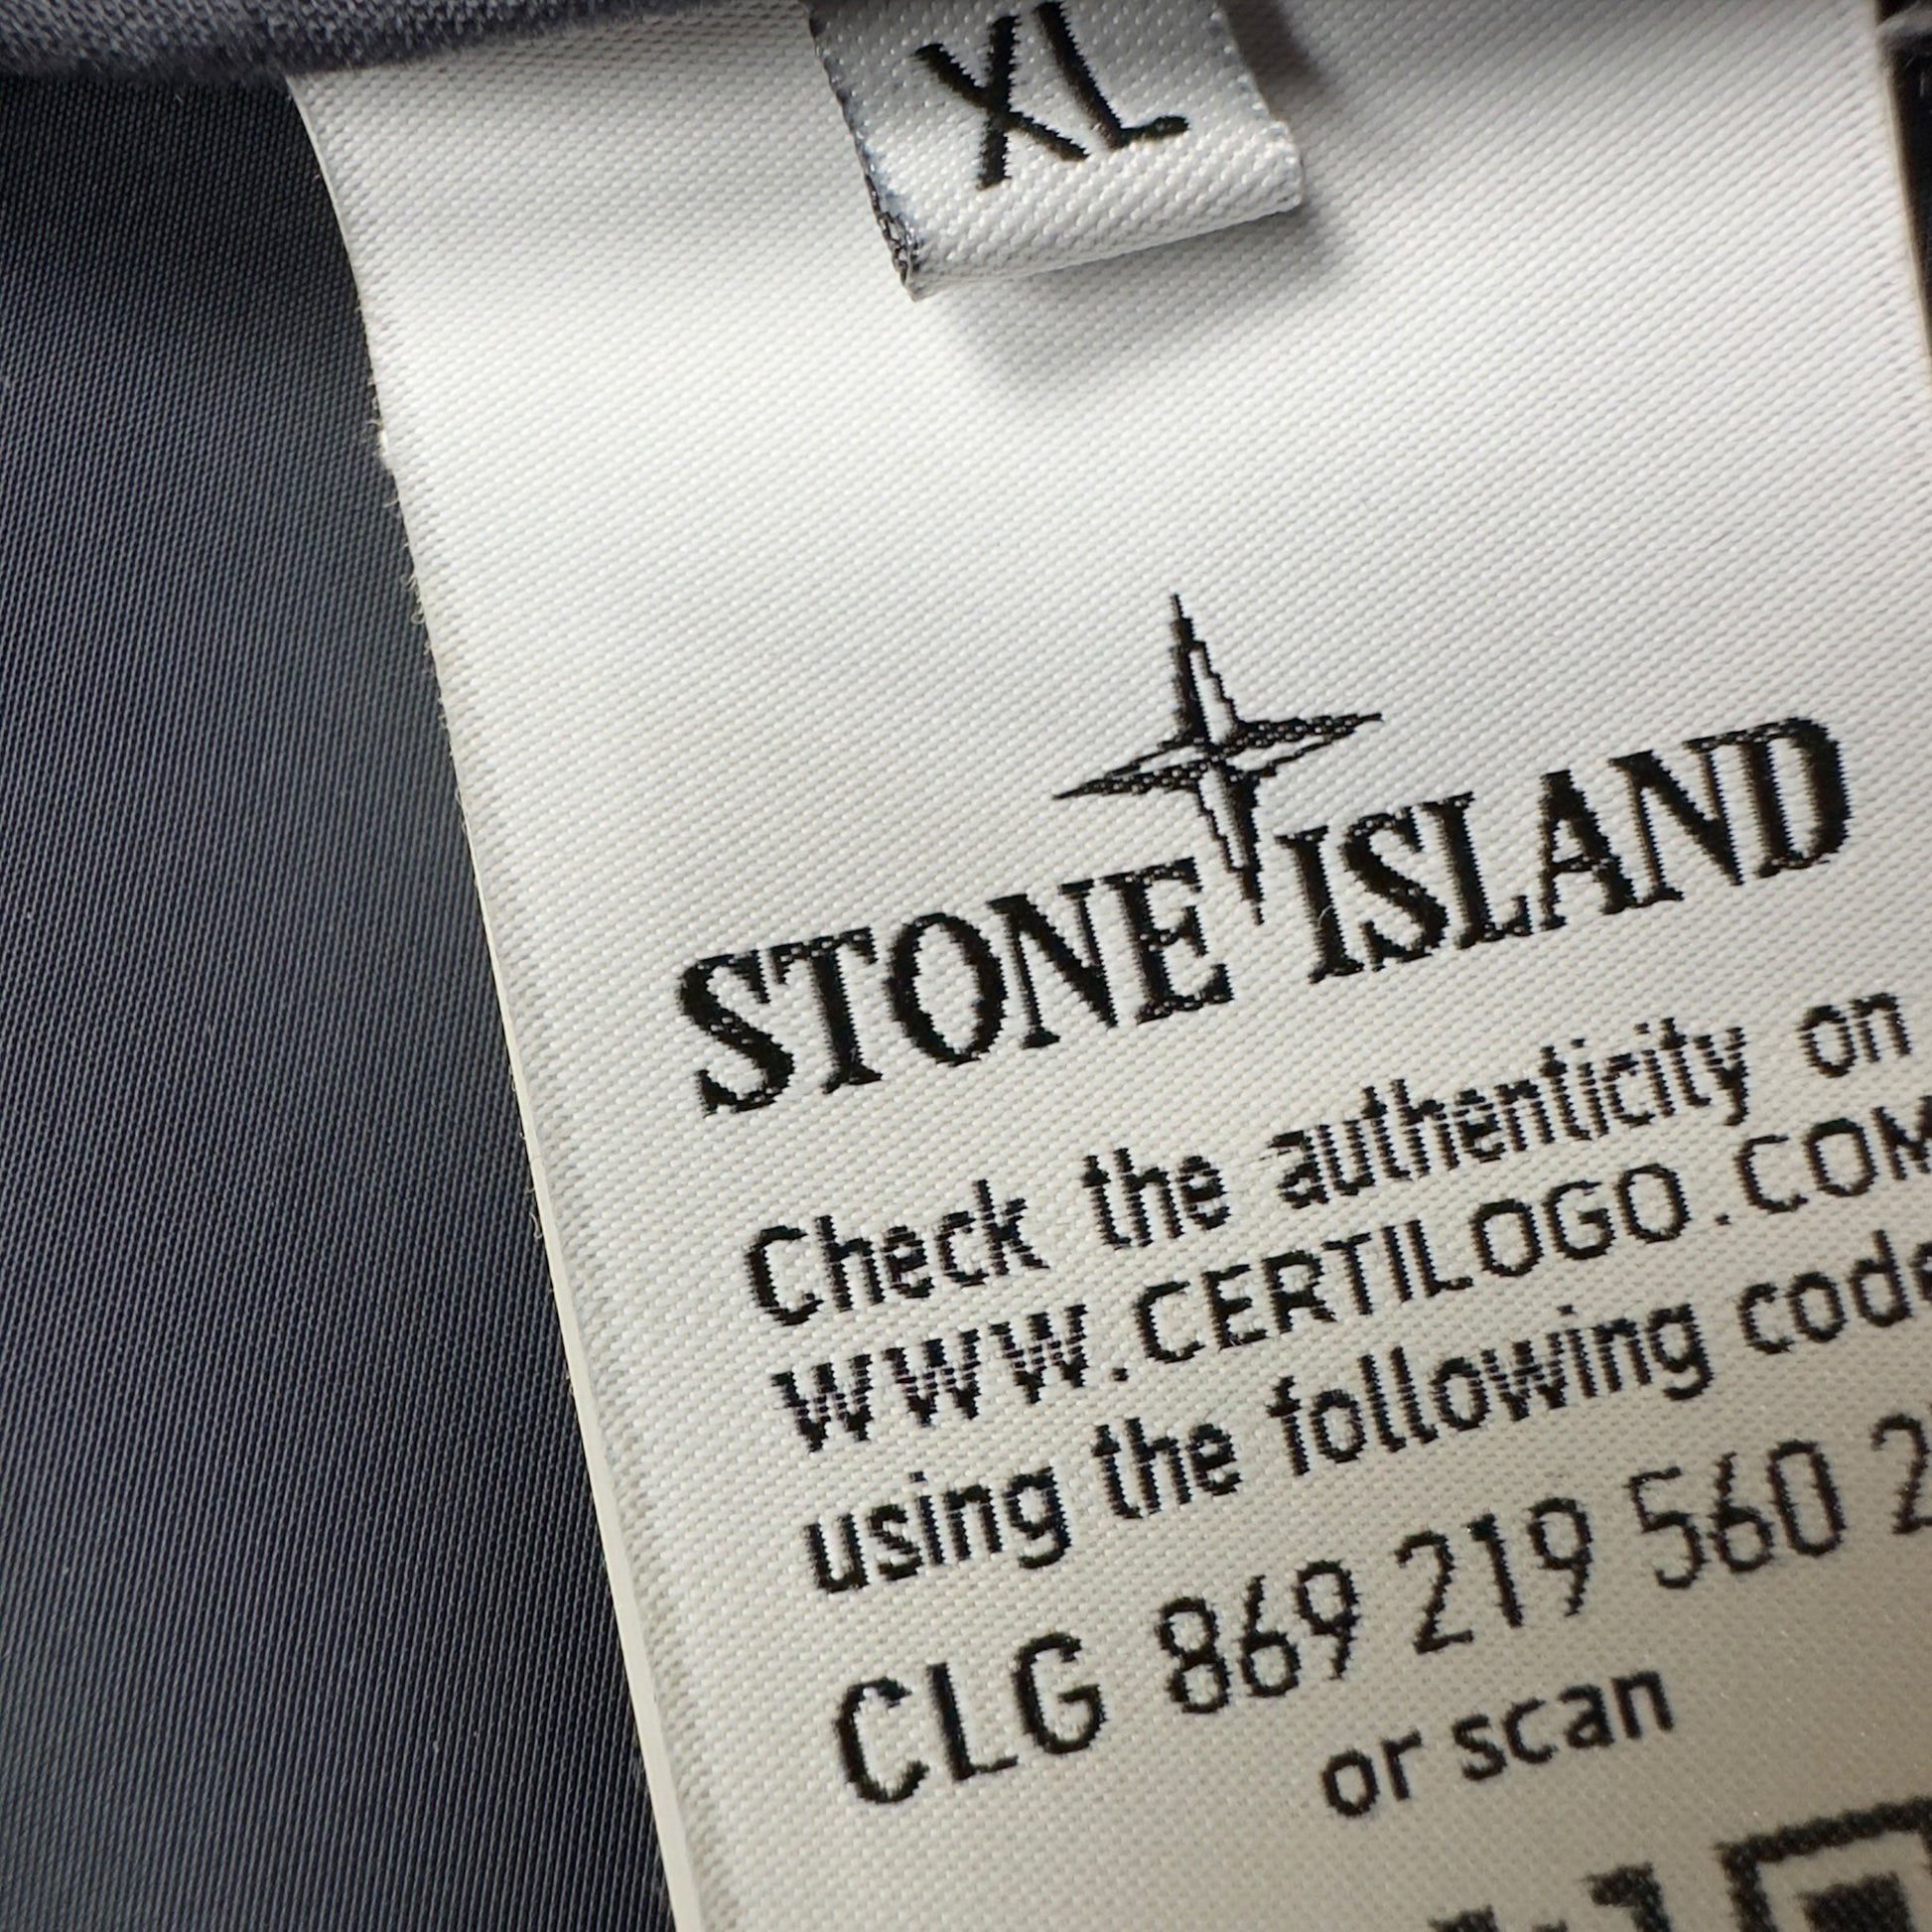 XL
STONE ISLAND
Check the authenticity on
WWW.CERTILOGO.COM
using the following code
CLG 869 219 560 2
or scan